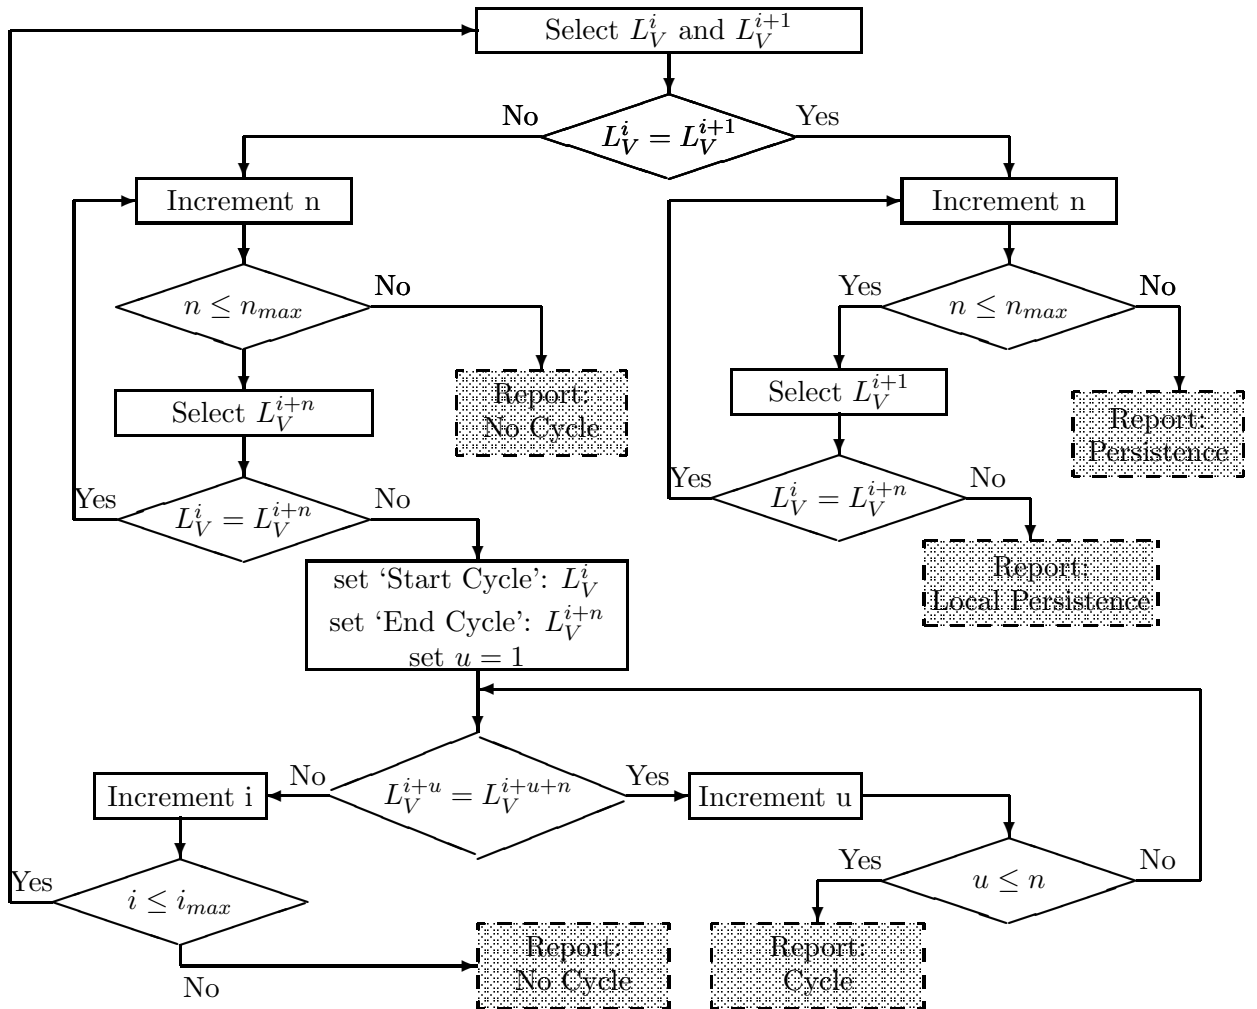 Select $L_V^i$ and $L_V^{i+1}$
No
Yes
$L_V^i = L_V^{i+1}$
Increment n
Increment n
No
Yes
No
$n \leq n_{max}$
$n \leq n_{max}$
Select $L_V^{i+1}$
Select $L_V^{i+n}$
Report:
No Cycle
Report:
Persistence
Yes
No
Yes
No
$L_V^i = L_V^{i+n}$
$L_V^i = L_V^{i+n}$
set ‘Start Cycle’: $L_V^i$
set ‘End Cycle’: $L_V^{i+n}$
set $u = 1$
Report:
Local Persistence
No
Yes
Increment i
$L_V^{i+u} = L_V^{i+u+n}$
Increment u
Yes
Yes
No
$i \leq i_{max}$
$u \leq n$
No
Report:
No Cycle
Report:
Cycle